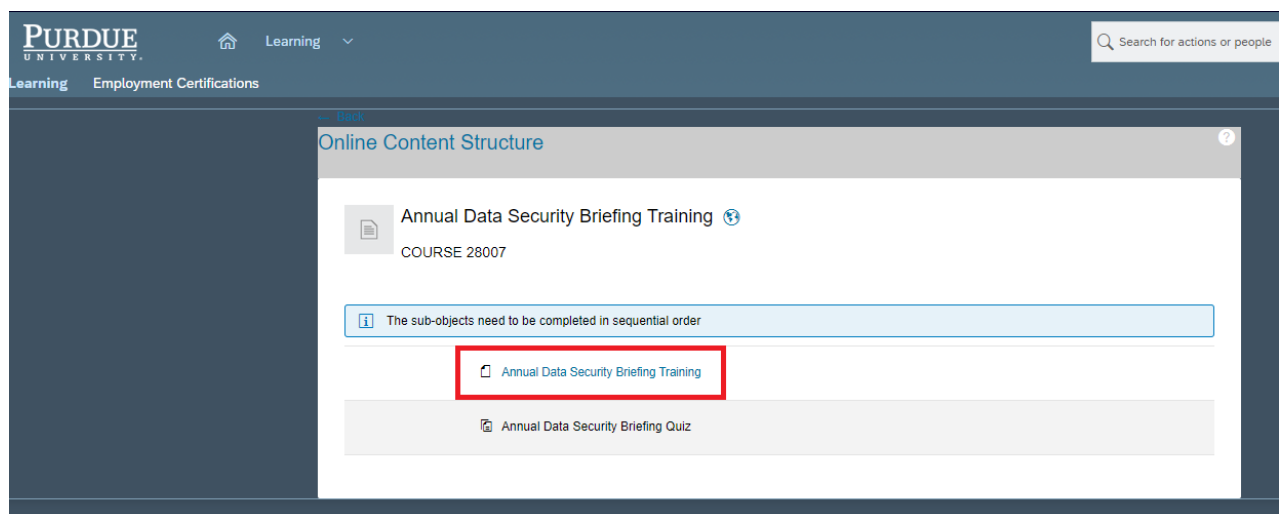 PURDUE
UNIVERSITY.
Learning
Search for actions or people
Learning Employment Certifications
← Back
Online Content Structure
?
Annual Data Security Briefing Training
COURSE 28007
i The sub-objects need to be completed in sequential order
Annual Data Security Briefing Training
Annual Data Security Briefing Quiz